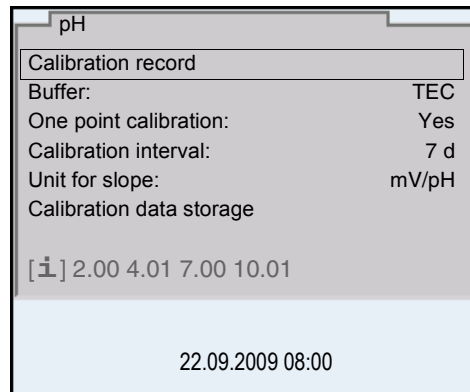 pH
Calibration record
Buffer: TEC
One point calibration: Yes
Calibration interval: 7 d
Unit for slope: mV/pH
Calibration data storage
[i] 2.00 4.01 7.00 10.01
22.09.2009 08:00